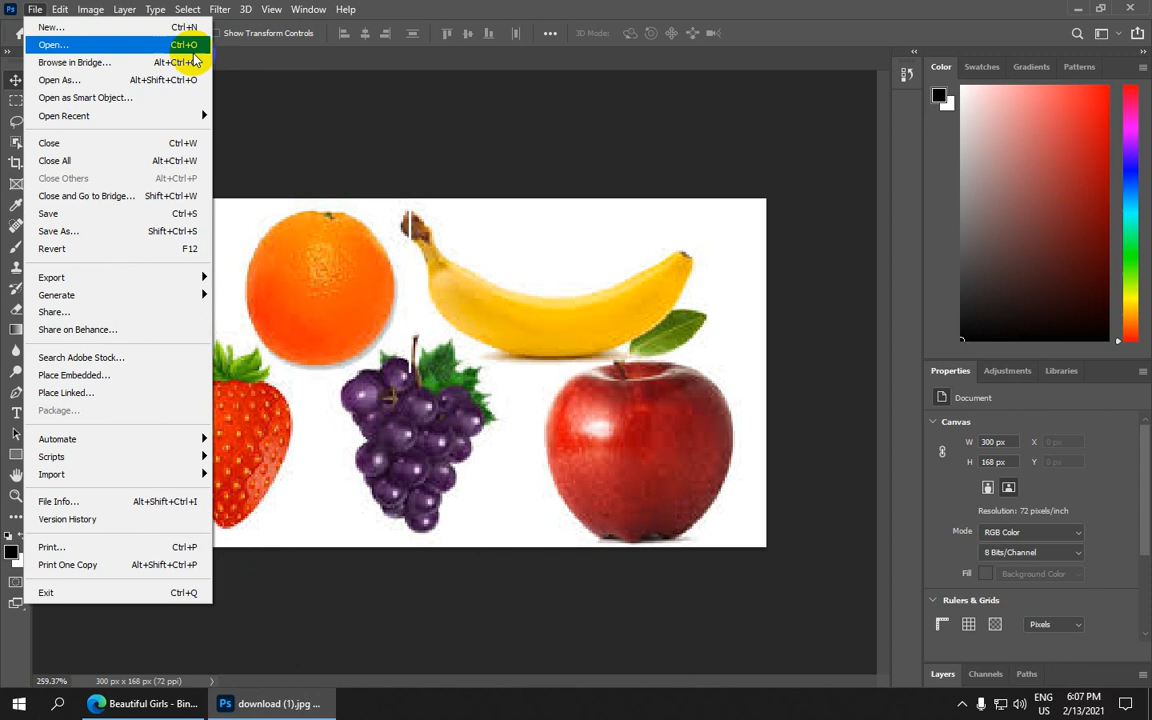 Ps File Edit Image Layer Type Select Filter 3D View Window Help
Show Transform Controls 3D Mode:
New... Ctrl+N
Open... Ctrl+O
Browse in Bridge...
Open As... Alt+Shift+Ctrl+O
Open as Smart Object...
Open Recent
Close Ctrl+W
Close All Alt+Ctrl+W
Close Others Alt+Ctrl+P
Close and Go to Bridge... Shift+Ctrl+W
Save Ctrl+S
Save As... Shift+Ctrl+S
Revert F12
Export
Generate
Share...
Share on Behance...
Search Adobe Stock...
Place Embedded...
Place Linked...
Package...
Automate
Scripts
Import
File Info... Alt+Shift+Ctrl+I
Version History
Print... Ctrl+P
Print One Copy Alt+Shift+Ctrl+P
Exit Ctrl+Q
Color Swatches Gradients Patterns
Properties Adjustments Libraries
Document
Canvas
W 300 px X 0 px
H 168 px Y 0 px
Resolution: 72 pixels/inch
Mode RGB Color
8 Bits/Channel
Fill Background Color
Rulers & Grids
Pixels
Layers Channels Paths
259.37% 300 px x 168 px (72 ppi)
Beautiful Girls - Bin...
Ps download (1).jpg ...
ENG
US
6:07 PM
2/13/2021